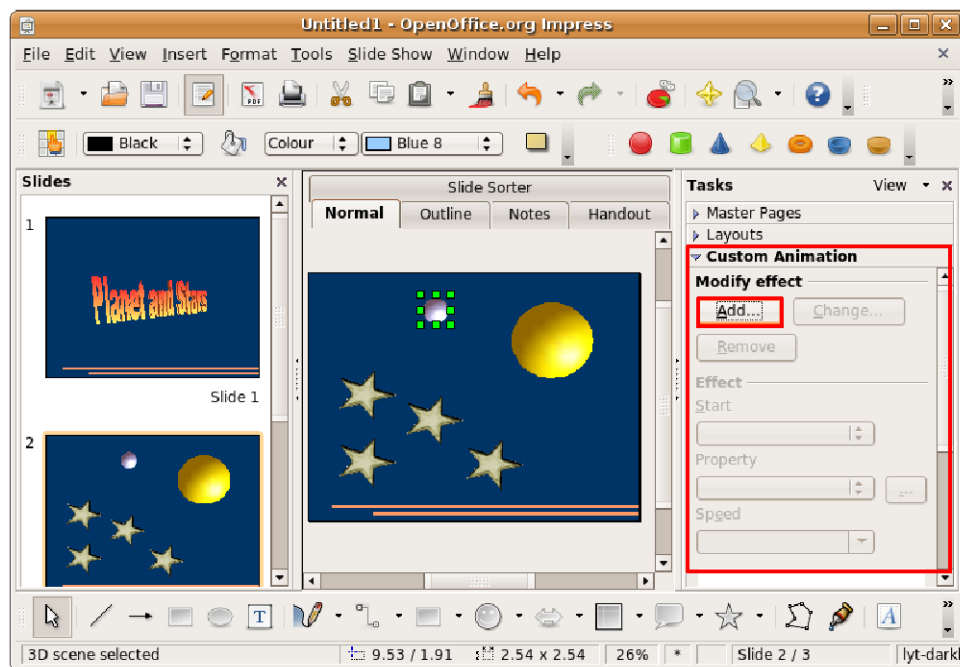 Untitled1 - OpenOffice.org Impress
File Edit View Insert Format Tools Slide Show Window Help
PDF
Black Colour Blue 8
Slides
1
Planet and Stars
Slide 1
2
Slide Sorter
Normal Outline Notes Handout
Tasks View
Master Pages
Layouts
Custom Animation
Modify effect
Add... Change...
Remove
Effect
Start
Property
...
Speed
T A
3D scene selected 9.53 / 1.91 2.54 x 2.54 26% * Slide 2 / 3 lyt-darkl